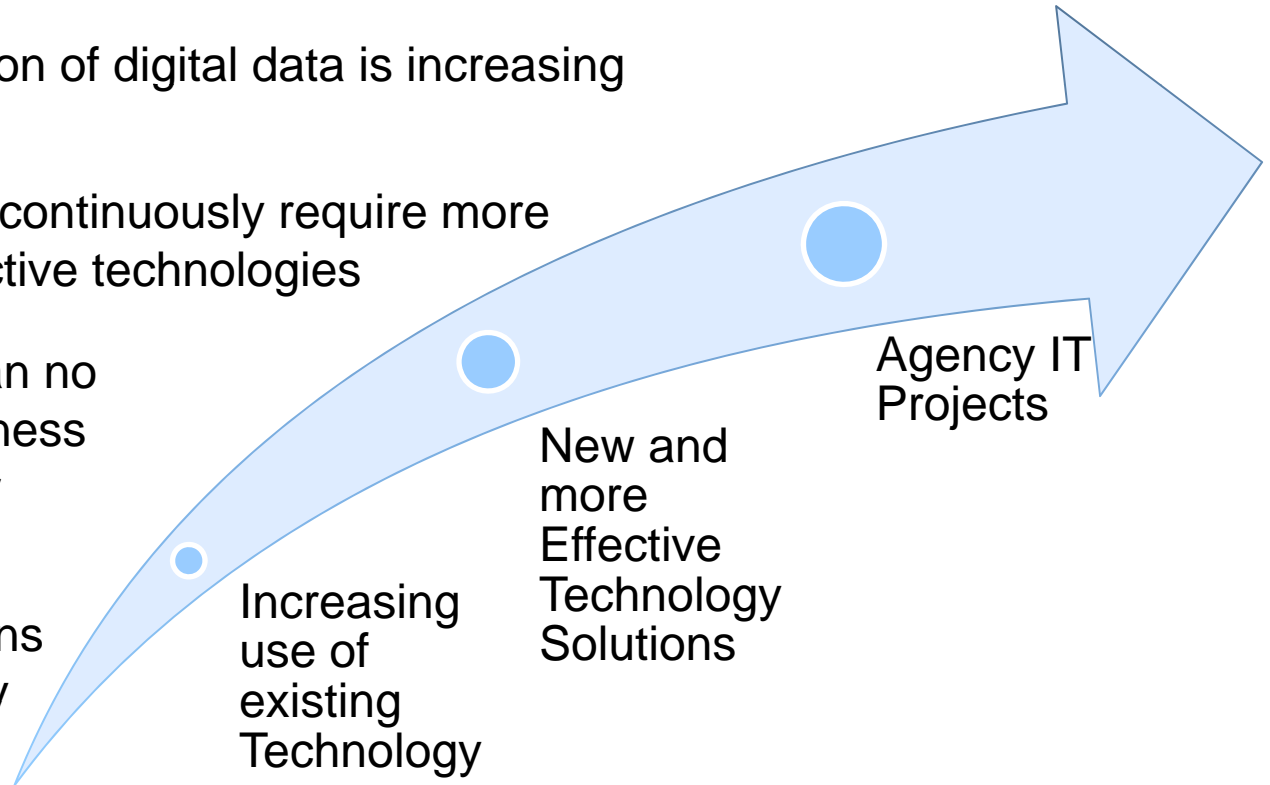 on of digital data is increasing
continuously require more
ctive technologies
an no
ness
ns
y
Agency IT
Projects
New and
more
Effective
Technology
Solutions
Increasing
use of
existing
Technology